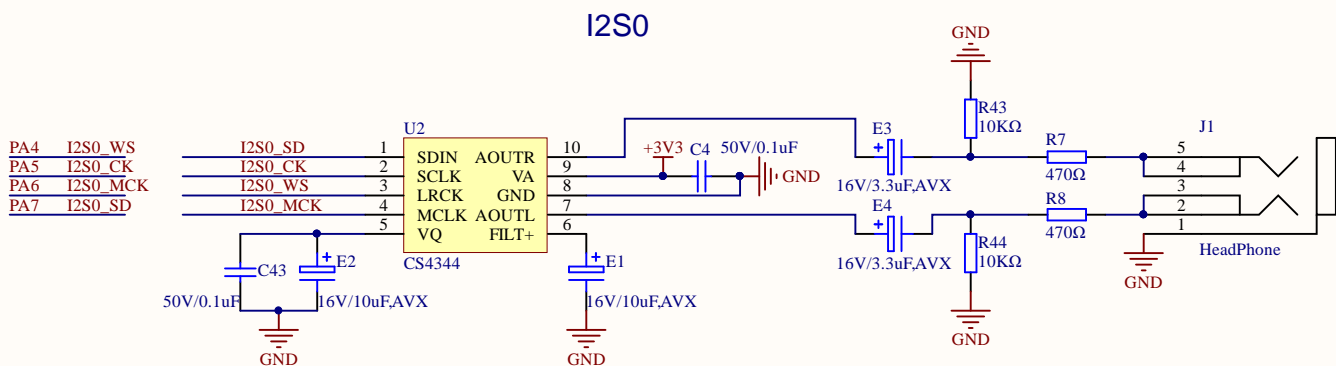 I2S0
GND
R43
10KΩ
U2
E3
R7
J1
PA4 I2S0_WS I2S0_SD 1 SDIN AOUTR 10 +3V3 C4 50V/0.1uF 470Ω 5
PA5 I2S0_CK I2S0_CK 2 SCLK VA 9 GND 16V/3.3uF,AVX 4
PA6 I2S0_MCK I2S0_WS 3 LRCK GND 8 E4 R8 3
PA7 I2S0_SD I2S0_MCK 4 MCLK AOUTL 7 470Ω 2
5 VQ FILT+ 6 R44 1
CS4344 16V/3.3uF,AVX 10KΩ HeadPhone
C43 E2 E1 GND
50V/0.1uF 16V/10uF,AVX 16V/10uF,AVX
GND GND GND